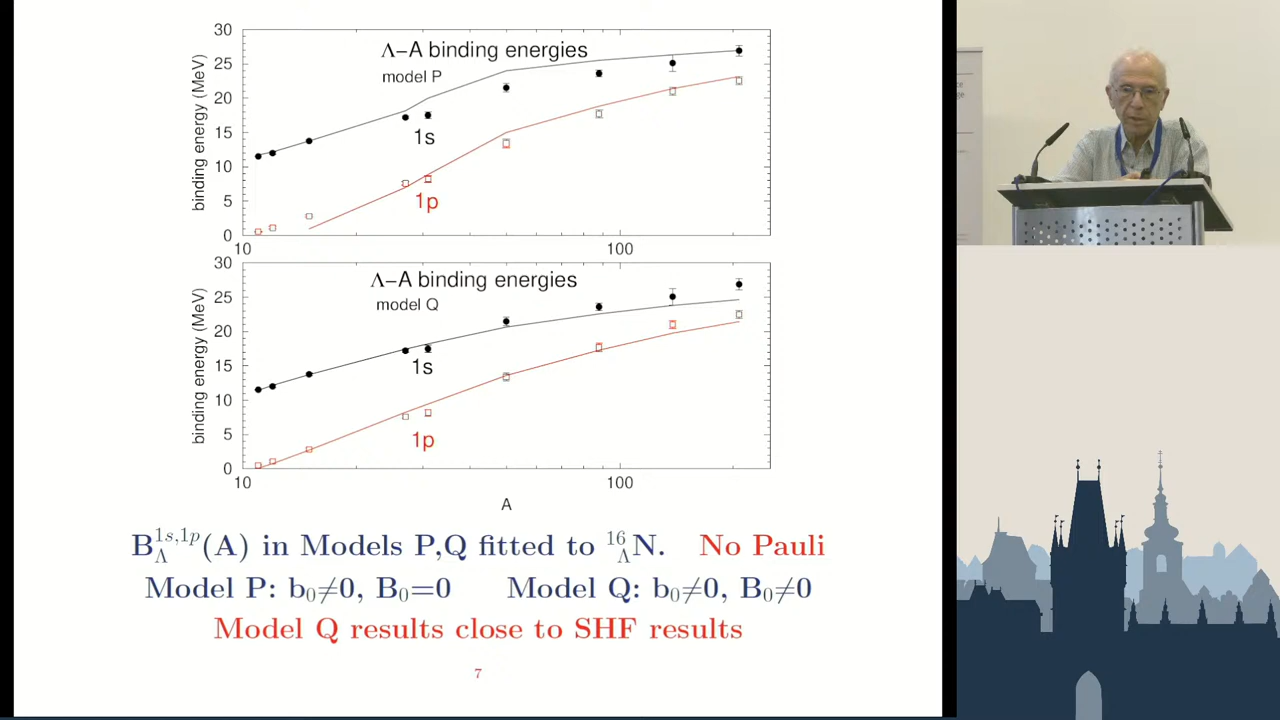 30
25
20
15
10
5
0
binding energy (MeV)
Λ−A binding energies
model P
1s
1p
10
100
30
25
20
15
10
5
0
binding energy (MeV)
Λ−A binding energies
model Q
1s
1p
10
100
A
B_Λ^{1s,1p}(A) in Models P,Q fitted to ^{16}_ΛN. No Pauli
Model P: b₀≠0, B₀=0 Model Q: b₀≠0, B₀≠0
Model Q results close to SHF results
7